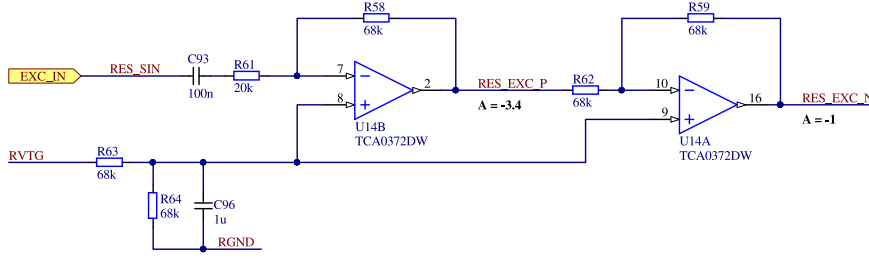 R58
68k
R59
68k
C93
100n
R61
20k
EXC_IN
RES_SIN
7
8
2
U14B
TCA0372DW
RES_EXC_P
A = -3.4
R62
68k
10
9
16
U14A
TCA0372DW
RES_EXC_N
A = -1
RVTG
R63
68k
R64
68k
C96
1u
RGND